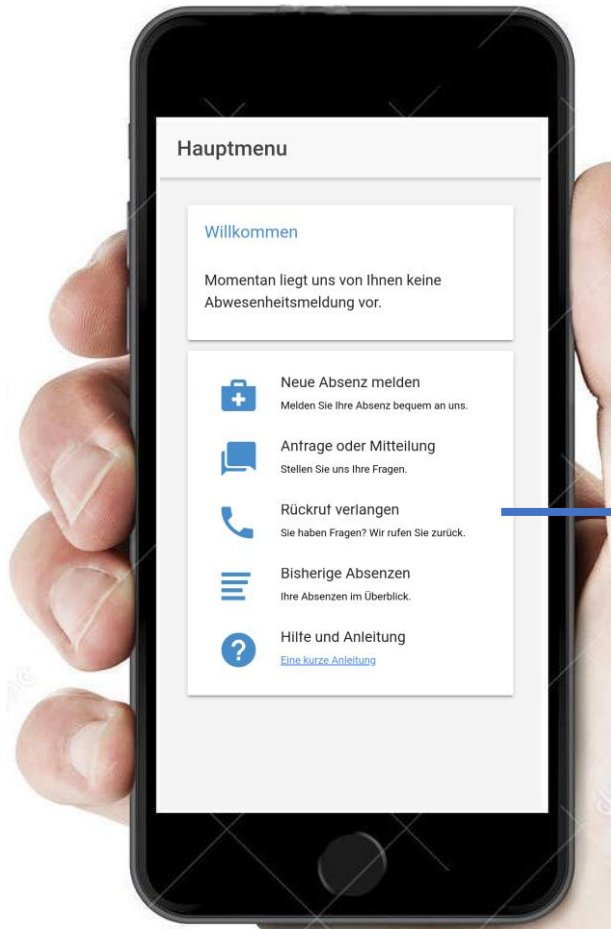 Hauptmenu
Willkommen
Momentan liegt uns von Ihnen keine
Abwesenheitsmeldung vor.
Neue Absenz melden
Melden Sie Ihre Absenz bequem an uns.
Anfrage oder Mitteilung
Stellen Sie uns Ihre Fragen.
Rückruf verlangen
Sie haben Fragen? Wir rufen Sie zurück.
Bisherige Absenzen
Ihre Absenzen im Überblick.
Hilfe und Anleitung
Eine kurze Anleitung